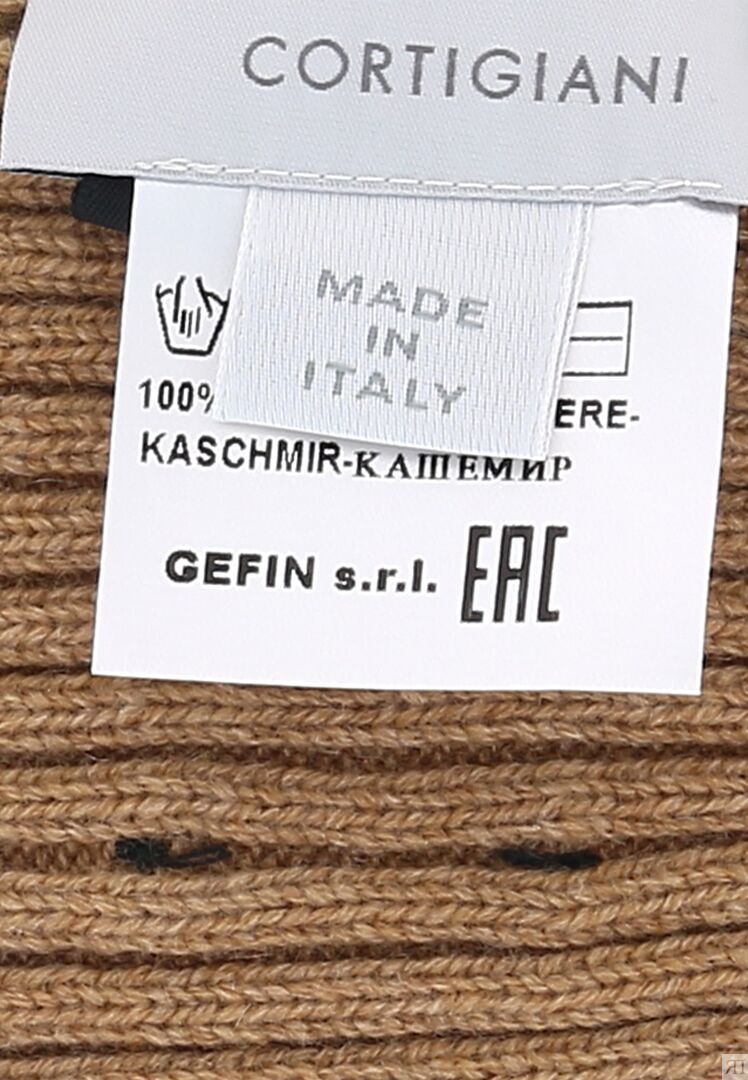 CORTIGIANI
MADE
IN
ITALY
100%
ERE-
KASCHMIR-КАШЕМИР
GEFIN s.r.l. EAC